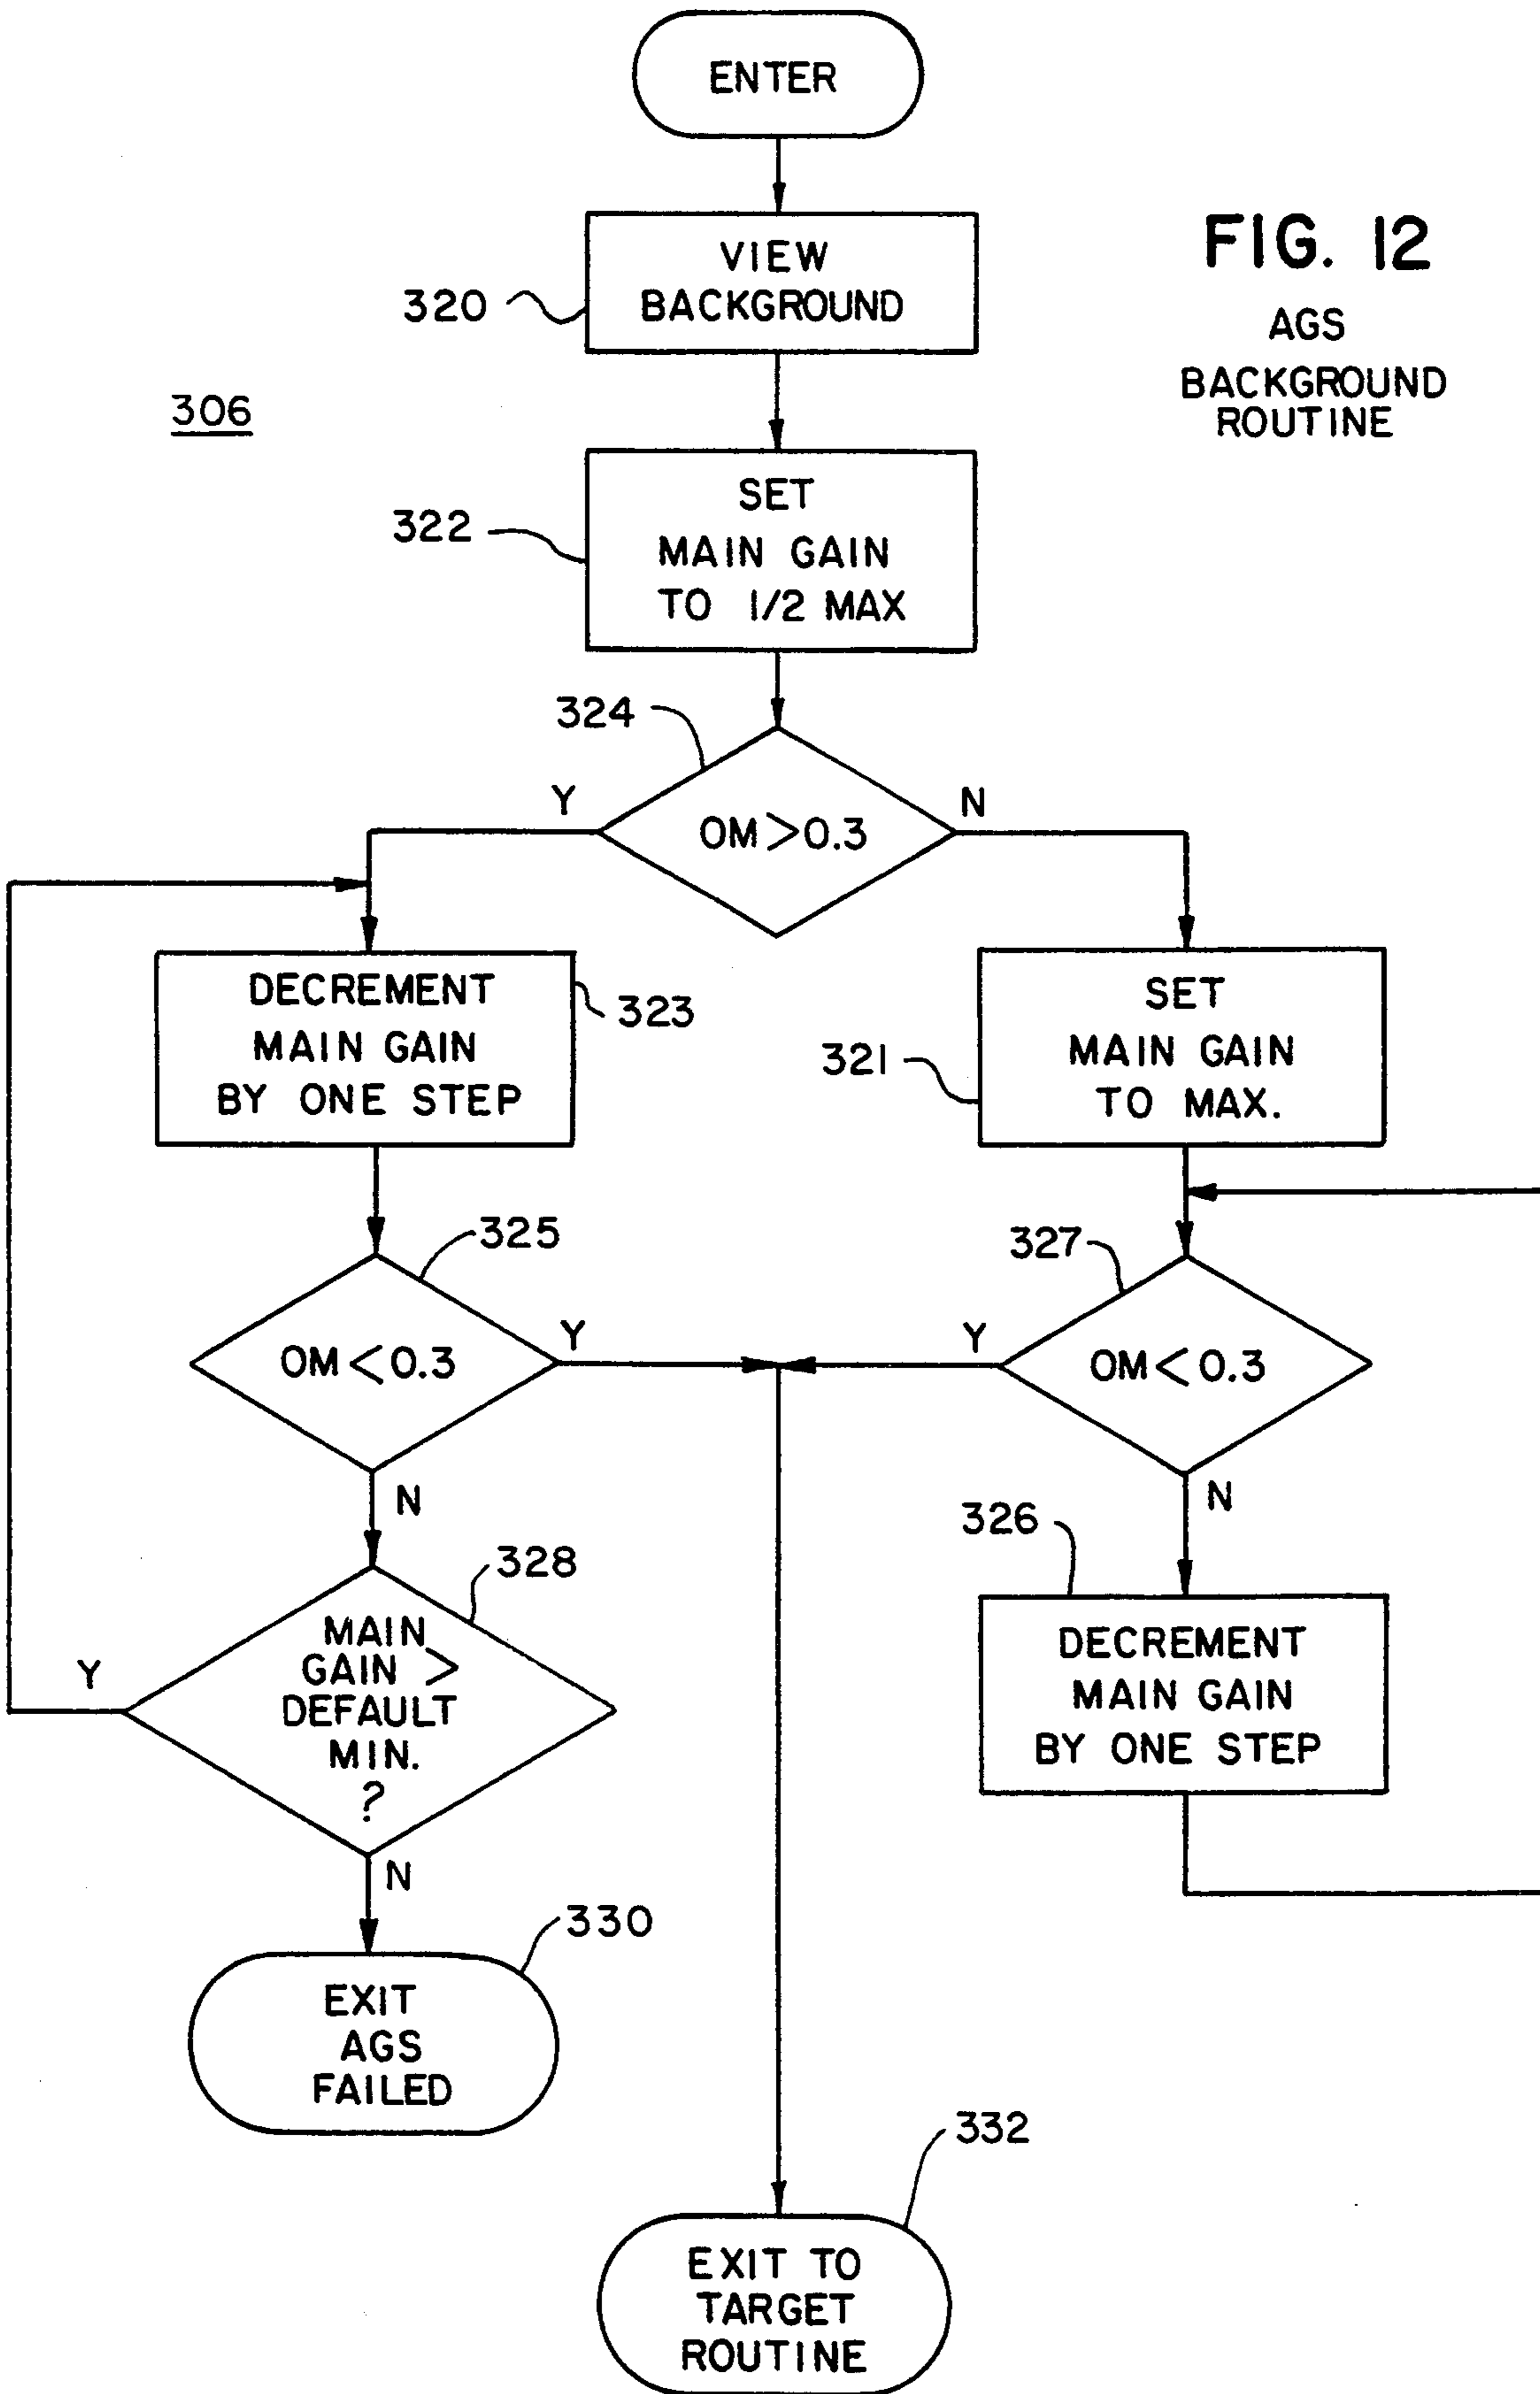 ENTER
FIG. 12
AGS
BACKGROUND
ROUTINE
VIEW
BACKGROUND
320
306
SET
MAIN GAIN
TO 1/2 MAX
322
324
Y
N
OM > 0.3
DECREMENT
MAIN GAIN
BY ONE STEP
323
SET
MAIN GAIN
TO MAX.
321
325
327
OM < 0.3
Y
Y
OM < 0.3
N
N
328
326
MAIN
GAIN >
DEFAULT
MIN.
?
Y
DECREMENT
MAIN GAIN
BY ONE STEP
N
330
EXIT
AGS
FAILED
332
EXIT TO
TARGET
ROUTINE